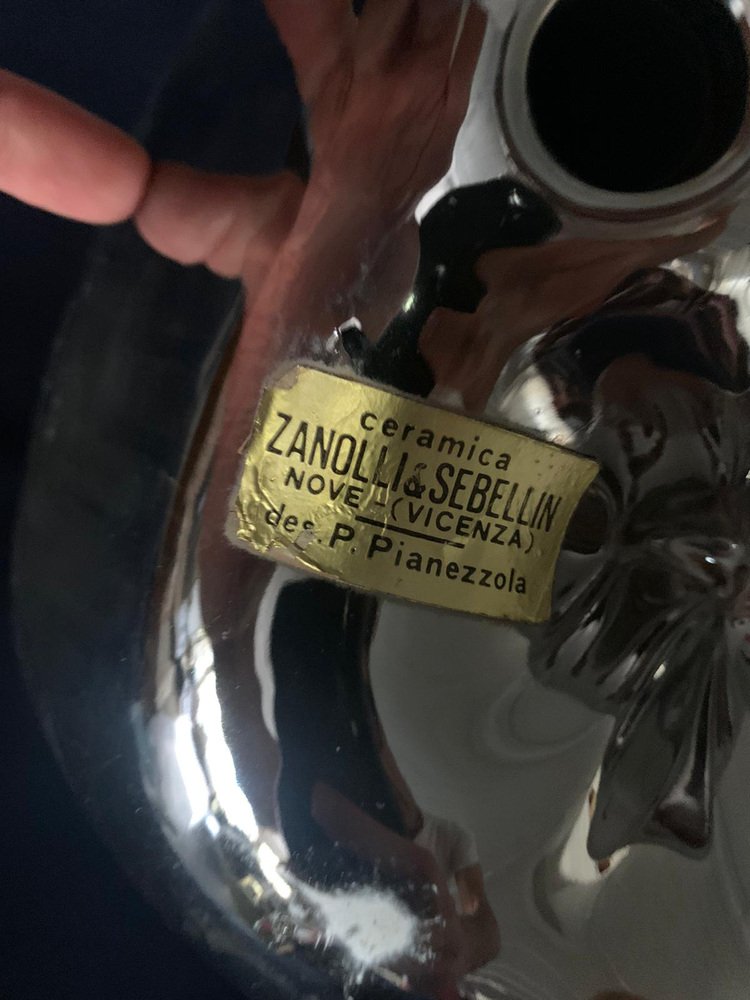 ceramica
ZANOLLI & SEBELLIN
NOVE - (VICENZA)
des. P. Pianezzola